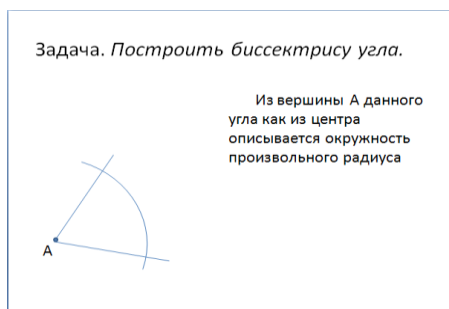 Задача. Построить биссектрису угла.
Из вершины А данного
угла как из центра
описывается окружность
произвольного радиуса
А